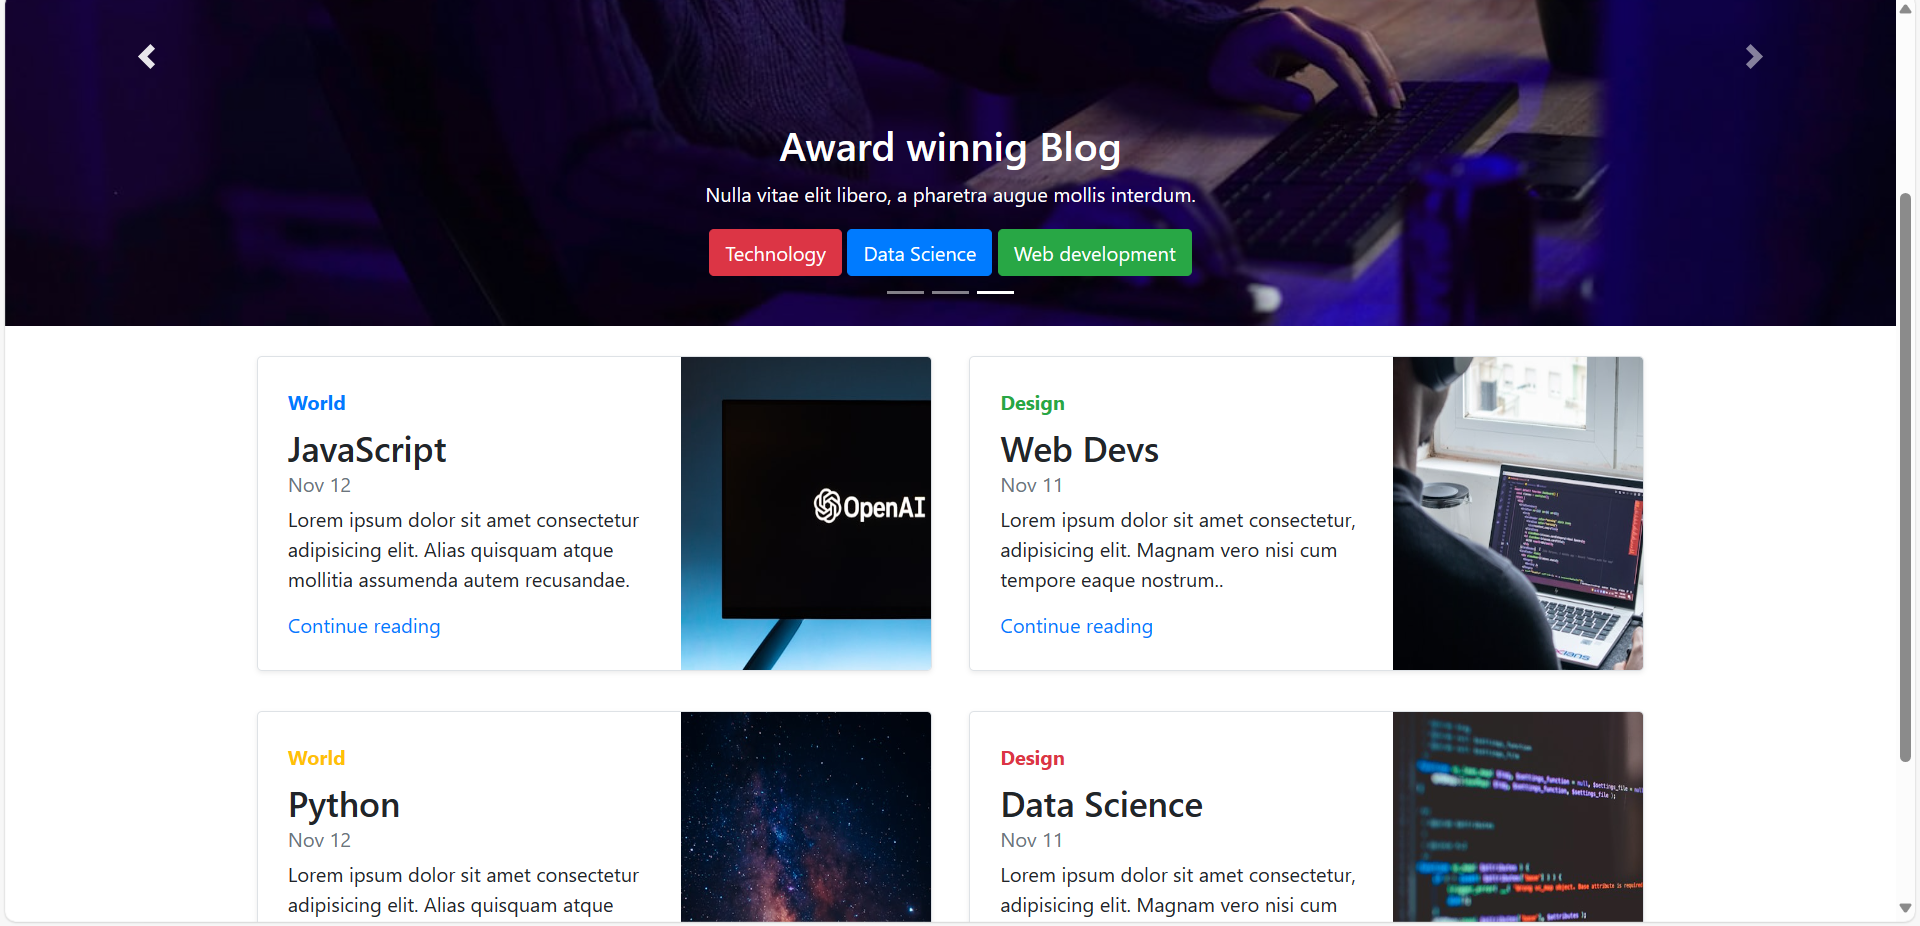 Award winnig Blog
Nulla vitae elit libero, a pharetra augue mollis interdum.
Technology
Data Science
Web development
World
JavaScript
Nov 12
Lorem ipsum dolor sit amet consectetur
adipisicing elit. Alias quisquam atque
mollitia assumenda autem recusandae.
Continue reading
OpenAI
Design
Web Devs
Nov 11
Lorem ipsum dolor sit amet consectetur,
adipisicing elit. Magnam vero nisi cum
tempore eaque nostrum..
Continue reading
World
Python
Nov 12
Lorem ipsum dolor sit amet consectetur
adipisicing elit. Alias quisquam atque
Design
Data Science
Nov 11
Lorem ipsum dolor sit amet consectetur,
adipisicing elit. Magnam vero nisi cum